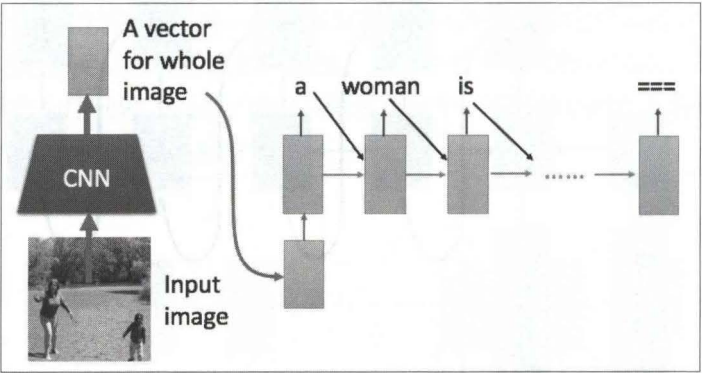 A vector
for whole
image
a woman is ===
CNN
......
Input
image